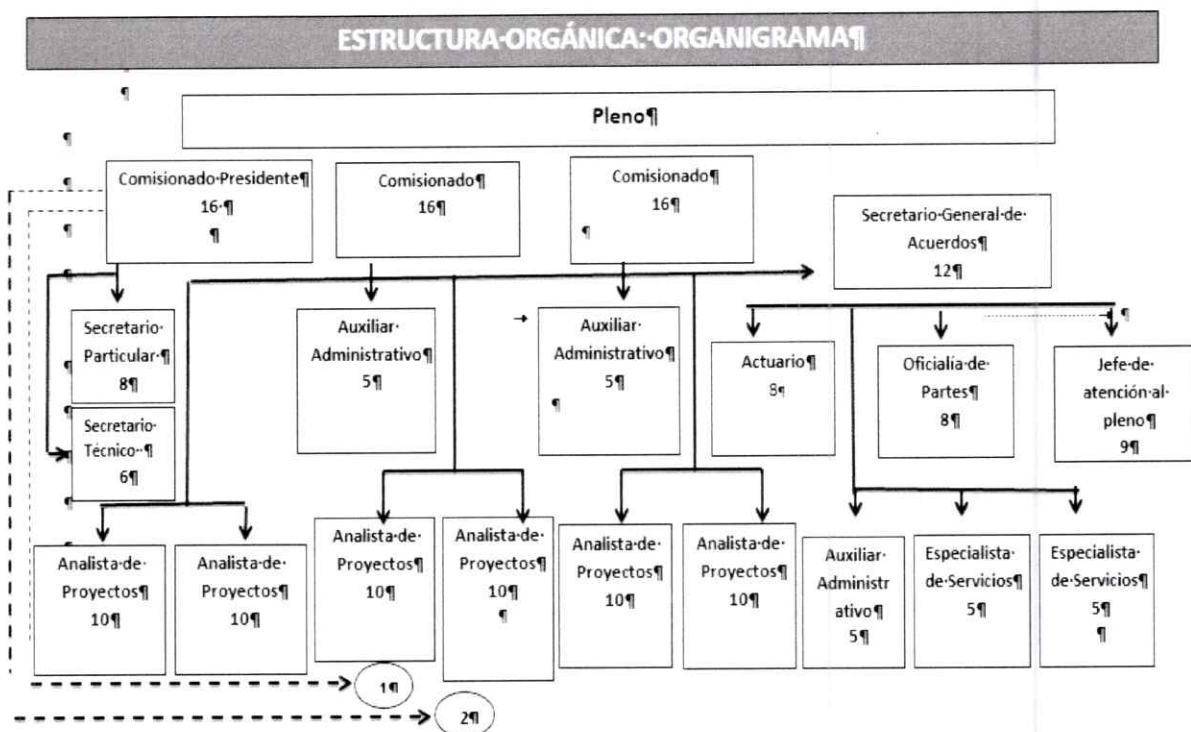 ESTRUCTURA·ORGÁNICA:·ORGANIGRAMA¶
¶
¶
Pleno¶
¶
Comisionado·Presidente¶
16·¶
¶
Comisionado¶
16¶
Comisionado¶
16¶
¶
Secretario·General·de·
Acuerdos¶
12¶
¶
¶
Secretario·
Particular·¶
8¶
Auxiliar·
Administrativo¶
5¶
Auxiliar·
Administrativo¶
5¶
¶
Actuario¶
8¶
Oficialía·de·
Partes¶
8¶
¶
Jefe·de·
atención·al·
pleno¶
9¶
¶
¶
Secretario·
Técnico··¶
6¶
¶
¶
¶
Analista·de·
Proyectos¶
10¶
Analista·de·
Proyectos¶
10¶
Analista·de·
Proyectos¶
10¶
Analista·de·
Proyectos¶
10¶
¶
Analista·de·
Proyectos¶
10¶
Analista·de·
Proyectos¶
10¶
Auxiliar·
Administr
ativo¶
5¶
Especialista·
de·Servicios¶
5¶
Especialista·
de·Servicios¶
5¶
¶
1¶
2¶